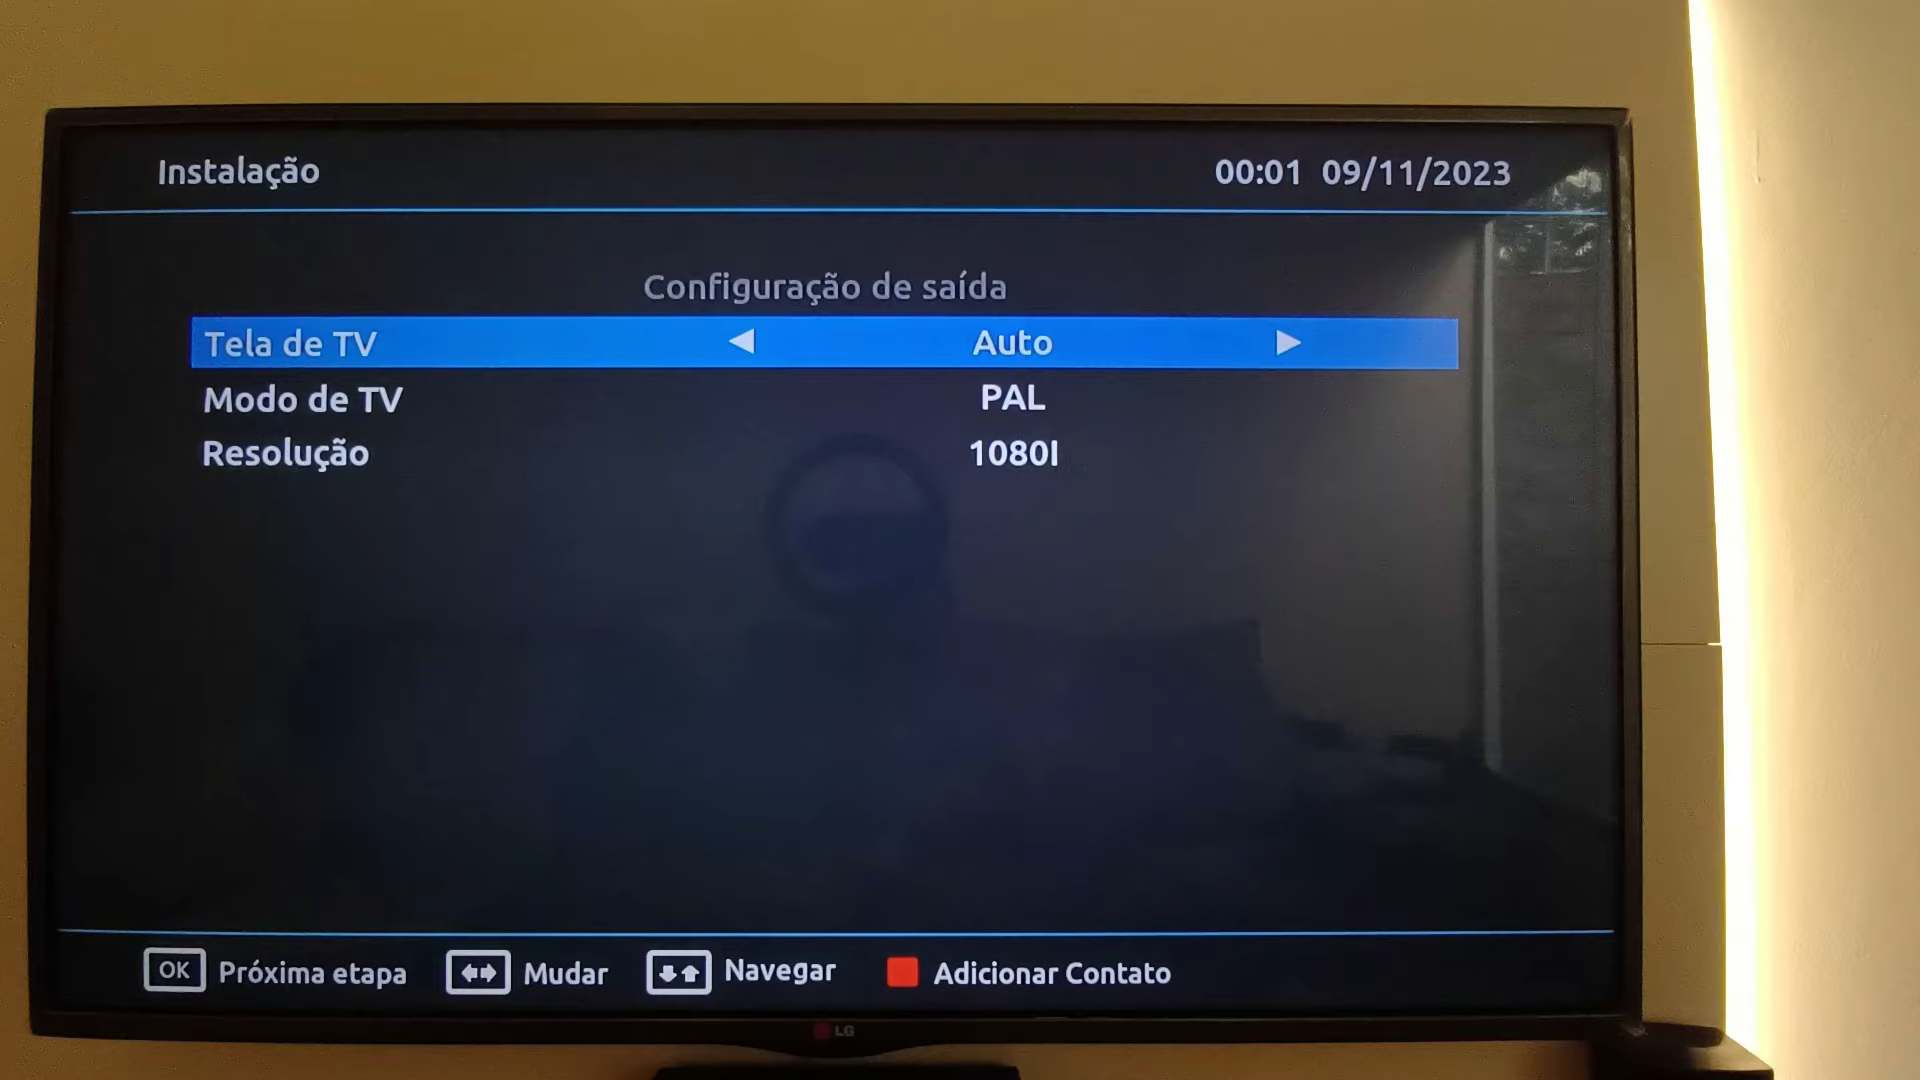 Instalação 00:01 09/11/2023
Configuração de saída
Tela de TV Auto
Modo de TV PAL
Resolução 1080I
OK Próxima etapa Mudar Navegar Adicionar Contato
LG